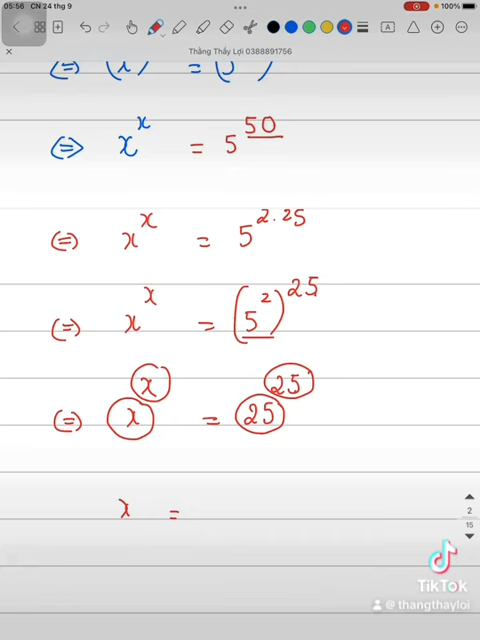 05:56 CN 24 thg 9
100%
Thằng Thầy Lợi 0388891756
(=)
=
(=) x^x = 5^50
(=) x^x = 5^2.25
(=) x^x = (5^2)^25
(=) x^x = 25^25
x =
2
15
TikTok
@ thangthayloi